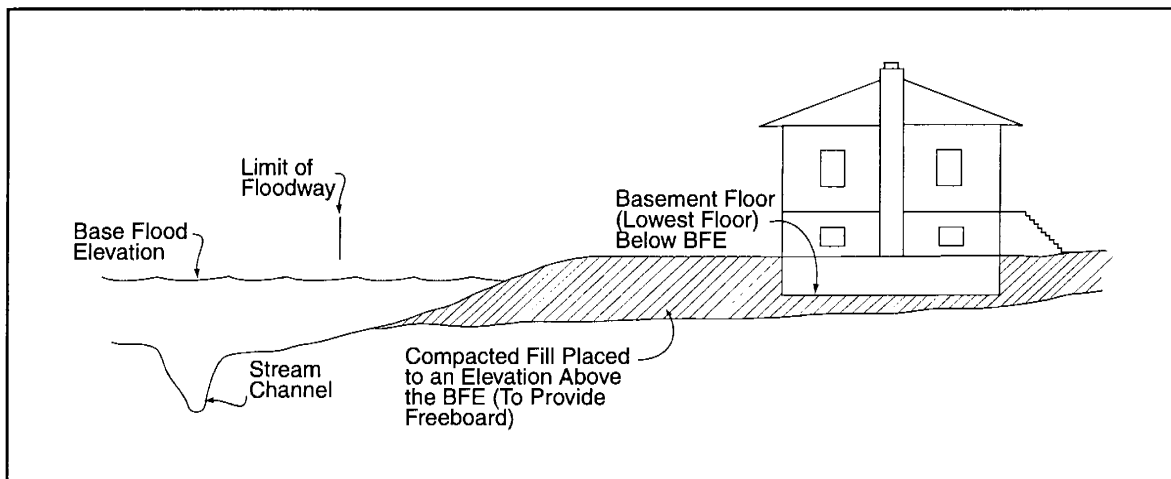 Limit of
Floodway
Base Flood
Elevation
Basement Floor
(Lowest Floor)
Below BFE
Stream
Channel
Compacted Fill Placed
to an Elevation Above
the BFE (To Provide
Freeboard)